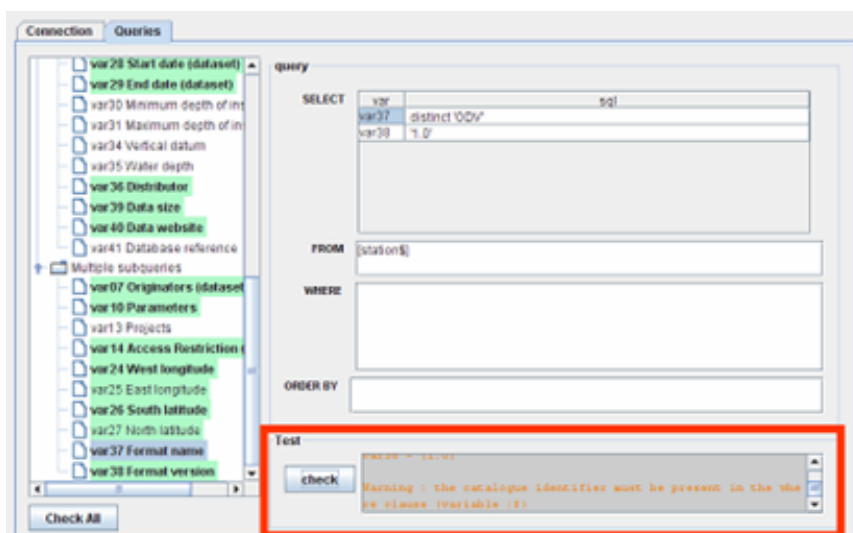 Connection Queries
var28 Start date (dataset)
var29 End date (dataset)
var30 Minimum depth of ins
var31 Maximum depth of in
var34 Vertical datum
var35 Water depth
var36 Distributor
var39 Data size
var40 Data website
var41 Database reference
Multiple subqueries
var07 Originators (dataset
var10 Parameters
var13 Projects
var14 Access Restriction (
var24 West longitude
var25 East longitude
var26 South latitude
var27 North latitude
var37 Format name
var38 Format version
Check All
query
SELECT
var sql
var37 distinct 'ODV'
var38 '1.0'
FROM [station$]
WHERE
ORDER BY
Test
check
var38 = (1.0)
Warning : the catalogue identifier must be present in the whe
re clause (variable